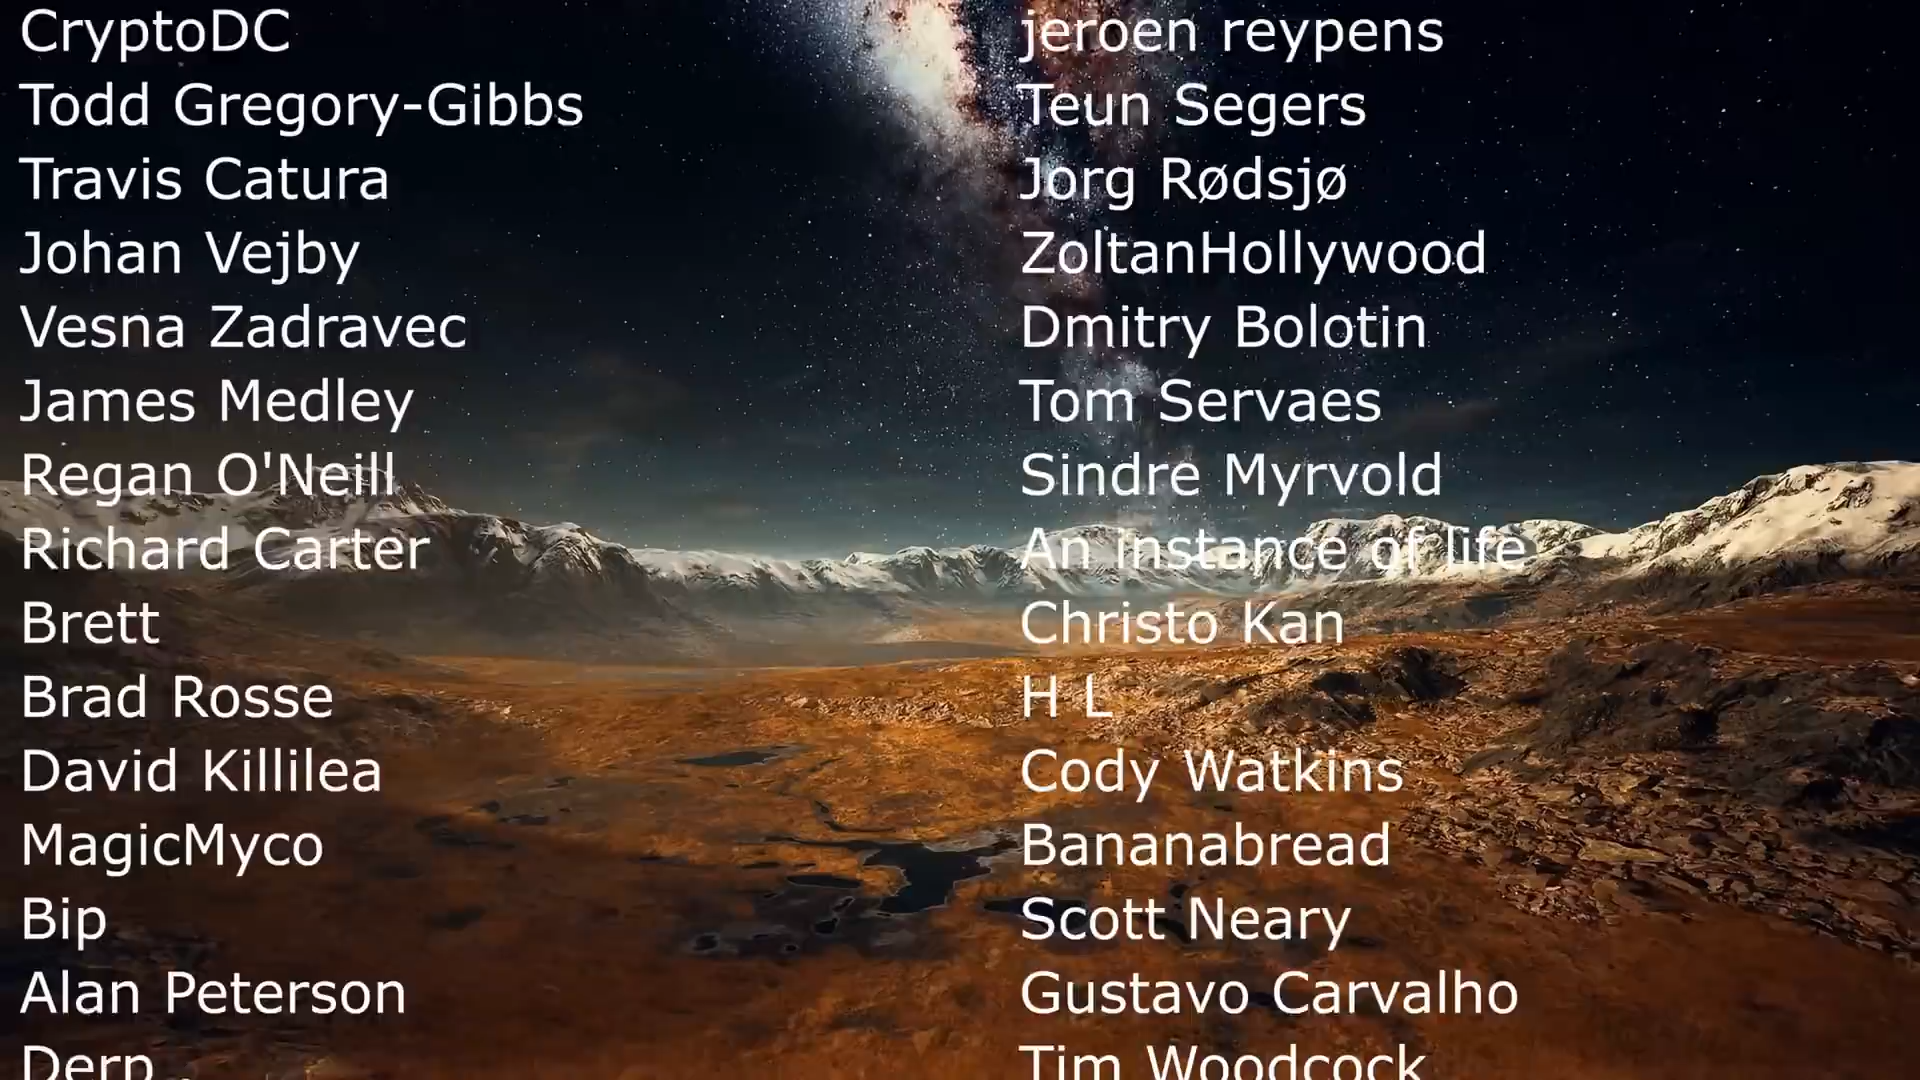 CryptoDC
Todd Gregory-Gibbs
Travis Catura
Johan Vejby
Vesna Zadravec
James Medley
Regan O'Neill
Richard Carter
Brett
Brad Rosse
David Killilea
MagicMyco
Bip
Alan Peterson
Derp
jeroen reypens
Teun Segers
Jorg Rødsjø
ZoltanHollywood
Dmitry Bolotin
Tom Servaes
Sindre Myrvold
An instance of life
Christo Kan
H L
Cody Watkins
Bananabread
Scott Neary
Gustavo Carvalho
Tim Woodcock